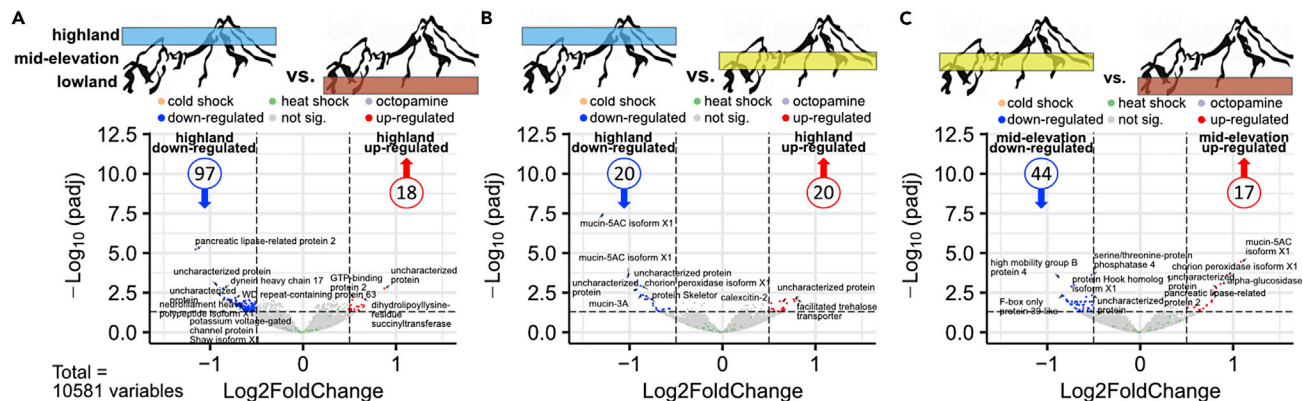 A
highland
mid-elevation
lowland
vs.
cold shock
heat shock
octopamine
down-regulated
not sig.
up-regulated
12.5
10.0
7.5
5.0
2.5
0.0
− Log10 (padj)
highland
down-regulated
97
highland
up-regulated
18
pancreatic lipase-related protein 2
uncharacterized protein
dynein heavy chain 17
GTP-binding
protein 2
uncharacterized
protein
uncharacterized
protein
WD repeat-containing protein 63
neurofilament heavy
polypeptide isoform X1
dihydrolipoyllysine-
residue
succinyltransferase
potassium voltage-gated
channel protein
Shaw isoform X1
−1
0
1
Log2FoldChange
Total =
10581 variables
B
vs.
cold shock
heat shock
octopamine
down-regulated
not sig.
up-regulated
12.5
10.0
7.5
5.0
2.5
0.0
− Log10 (padj)
highland
down-regulated
20
highland
up-regulated
20
mucin-5AC isoform X1
mucin-5AC isoform X1
uncharacterized protein
uncharacterized
protein
chorion peroxidase isoform X1
uncharacterized protein
mucin-3A
protein Skeletor
calexcitin-2
facilitated trehalose
transporter
−1
0
1
Log2FoldChange
C
vs.
cold shock
heat shock
octopamine
down-regulated
not sig.
up-regulated
12.5
10.0
7.5
5.0
2.5
0.0
− Log10 (padj)
mid-elevation
down-regulated
44
mid-elevation
up-regulated
17
mucin-5AC
isoform X1
high mobility group B
protein 4
serine/threonine-protein
phosphatase 4
chorion peroxidase isoform X1
protein Hook homolog
isoform X1
uncharacterized
protein
alpha-glucosidase
pancreatic lipase-related
protein 2
F-box only
protein 39-like
uncharacterized
protein
−1
0
1
Log2FoldChange